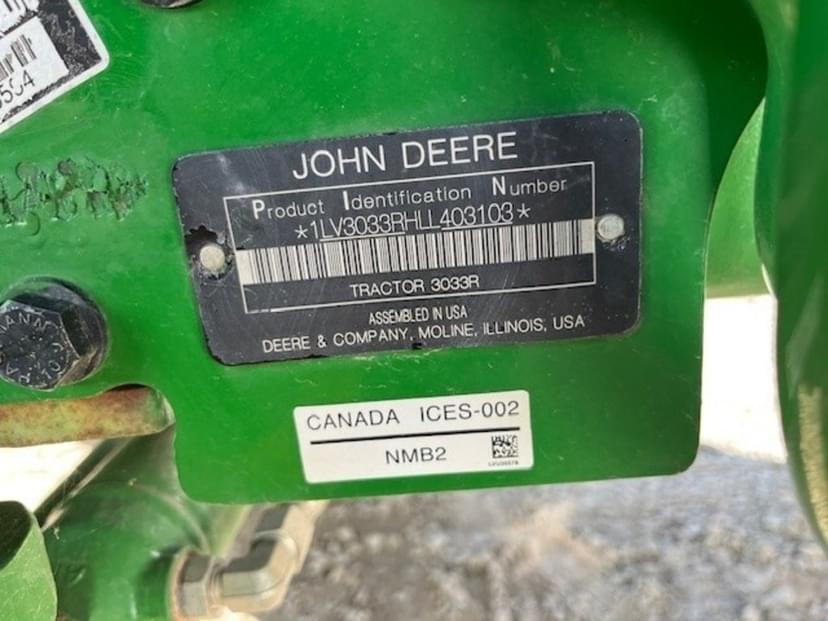 JOHN DEERE
Product Identification Number
*1LV3033RHLL403103*
TRACTOR 3033R
ASSEMBLED IN USA
DEERE & COMPANY, MOLINE, ILLINOIS, USA
CANADA ICES-002
NMB2